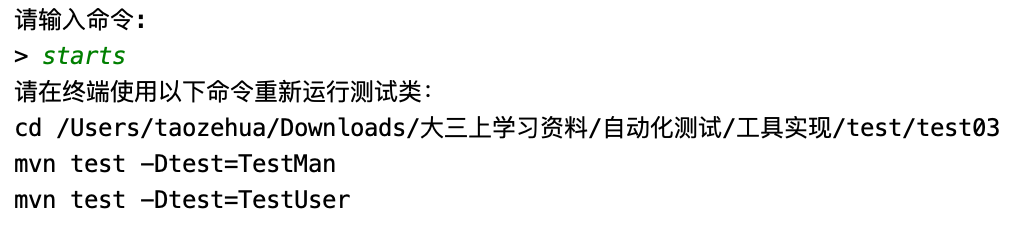 请输入命令:
> starts
请在终端使用以下命令重新运行测试类：
cd /Users/taozehua/Downloads/大三上学习资料/自动化测试/工具实现/test/test03
mvn test -Dtest=TestMan
mvn test -Dtest=TestUser